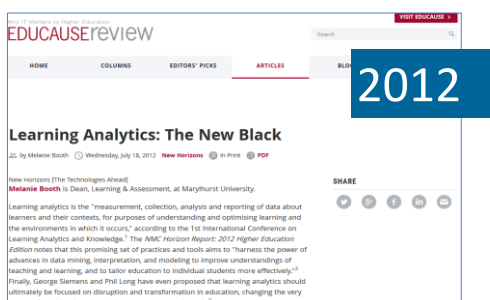 Why IT Matters to Higher Education
EDUCAUSEreview
VISIT EDUCAUSE >
Search
HOME
COLUMNS
EDITORS' PICKS
ARTICLES
BLO
2012
Learning Analytics: The New Black
by Melanie Booth Wednesday, July 18, 2012 New Horizons In Print PDF
New Horizons [The Technologies Ahead]
Melanie Booth is Dean, Learning & Assessment, at Marylhurst University.
SHARE
Learning analytics is the "measurement, collection, analysis and reporting of data about
learners and their contexts, for purposes of understanding and optimising learning and
the environments in which it occurs," according to the 1st International Conference on
Learning Analytics and Knowledge.1 The NMC Horizon Report: 2012 Higher Education
Edition notes that this promising set of practices and tools aims to "harness the power of
advances in data mining, interpretation, and modeling to improve understandings of
teaching and learning, and to tailor education to individual students more effectively."2
Finally, George Siemens and Phil Long have even proposed that learning analytics should
ultimately be focused on disruption and transformation in education, changing the very